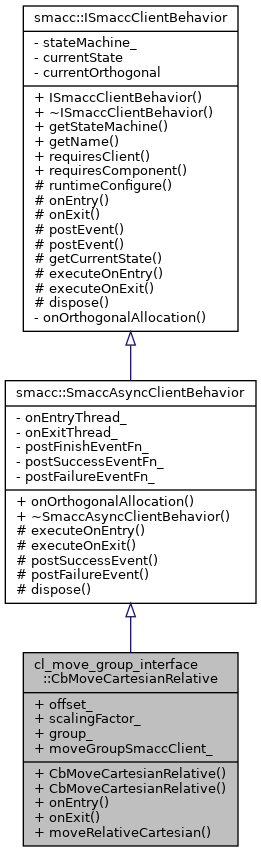 smacc::ISmaccClientBehavior
- stateMachine_
- currentState
- currentOrthogonal
+ ISmaccClientBehavior()
+ ~ISmaccClientBehavior()
+ getStateMachine()
+ getName()
+ requiresClient()
+ requiresComponent()
# runtimeConfigure()
# onEntry()
# onExit()
# postEvent()
# postEvent()
# getCurrentState()
# executeOnEntry()
# executeOnExit()
# dispose()
- onOrthogonalAllocation()
smacc::SmaccAsyncClientBehavior
- onEntryThread_
- onExitThread_
- postFinishEventFn_
- postSuccessEventFn_
- postFailureEventFn_
+ onOrthogonalAllocation()
+ ~SmaccAsyncClientBehavior()
# executeOnEntry()
# executeOnExit()
# postSuccessEvent()
# postFailureEvent()
# dispose()
cl_move_group_interface
::CbMoveCartesianRelative
+ offset_
+ scalingFactor_
+ group_
+ moveGroupSmaccClient_
+ CbMoveCartesianRelative()
+ CbMoveCartesianRelative()
+ onEntry()
+ onExit()
+ moveRelativeCartesian()